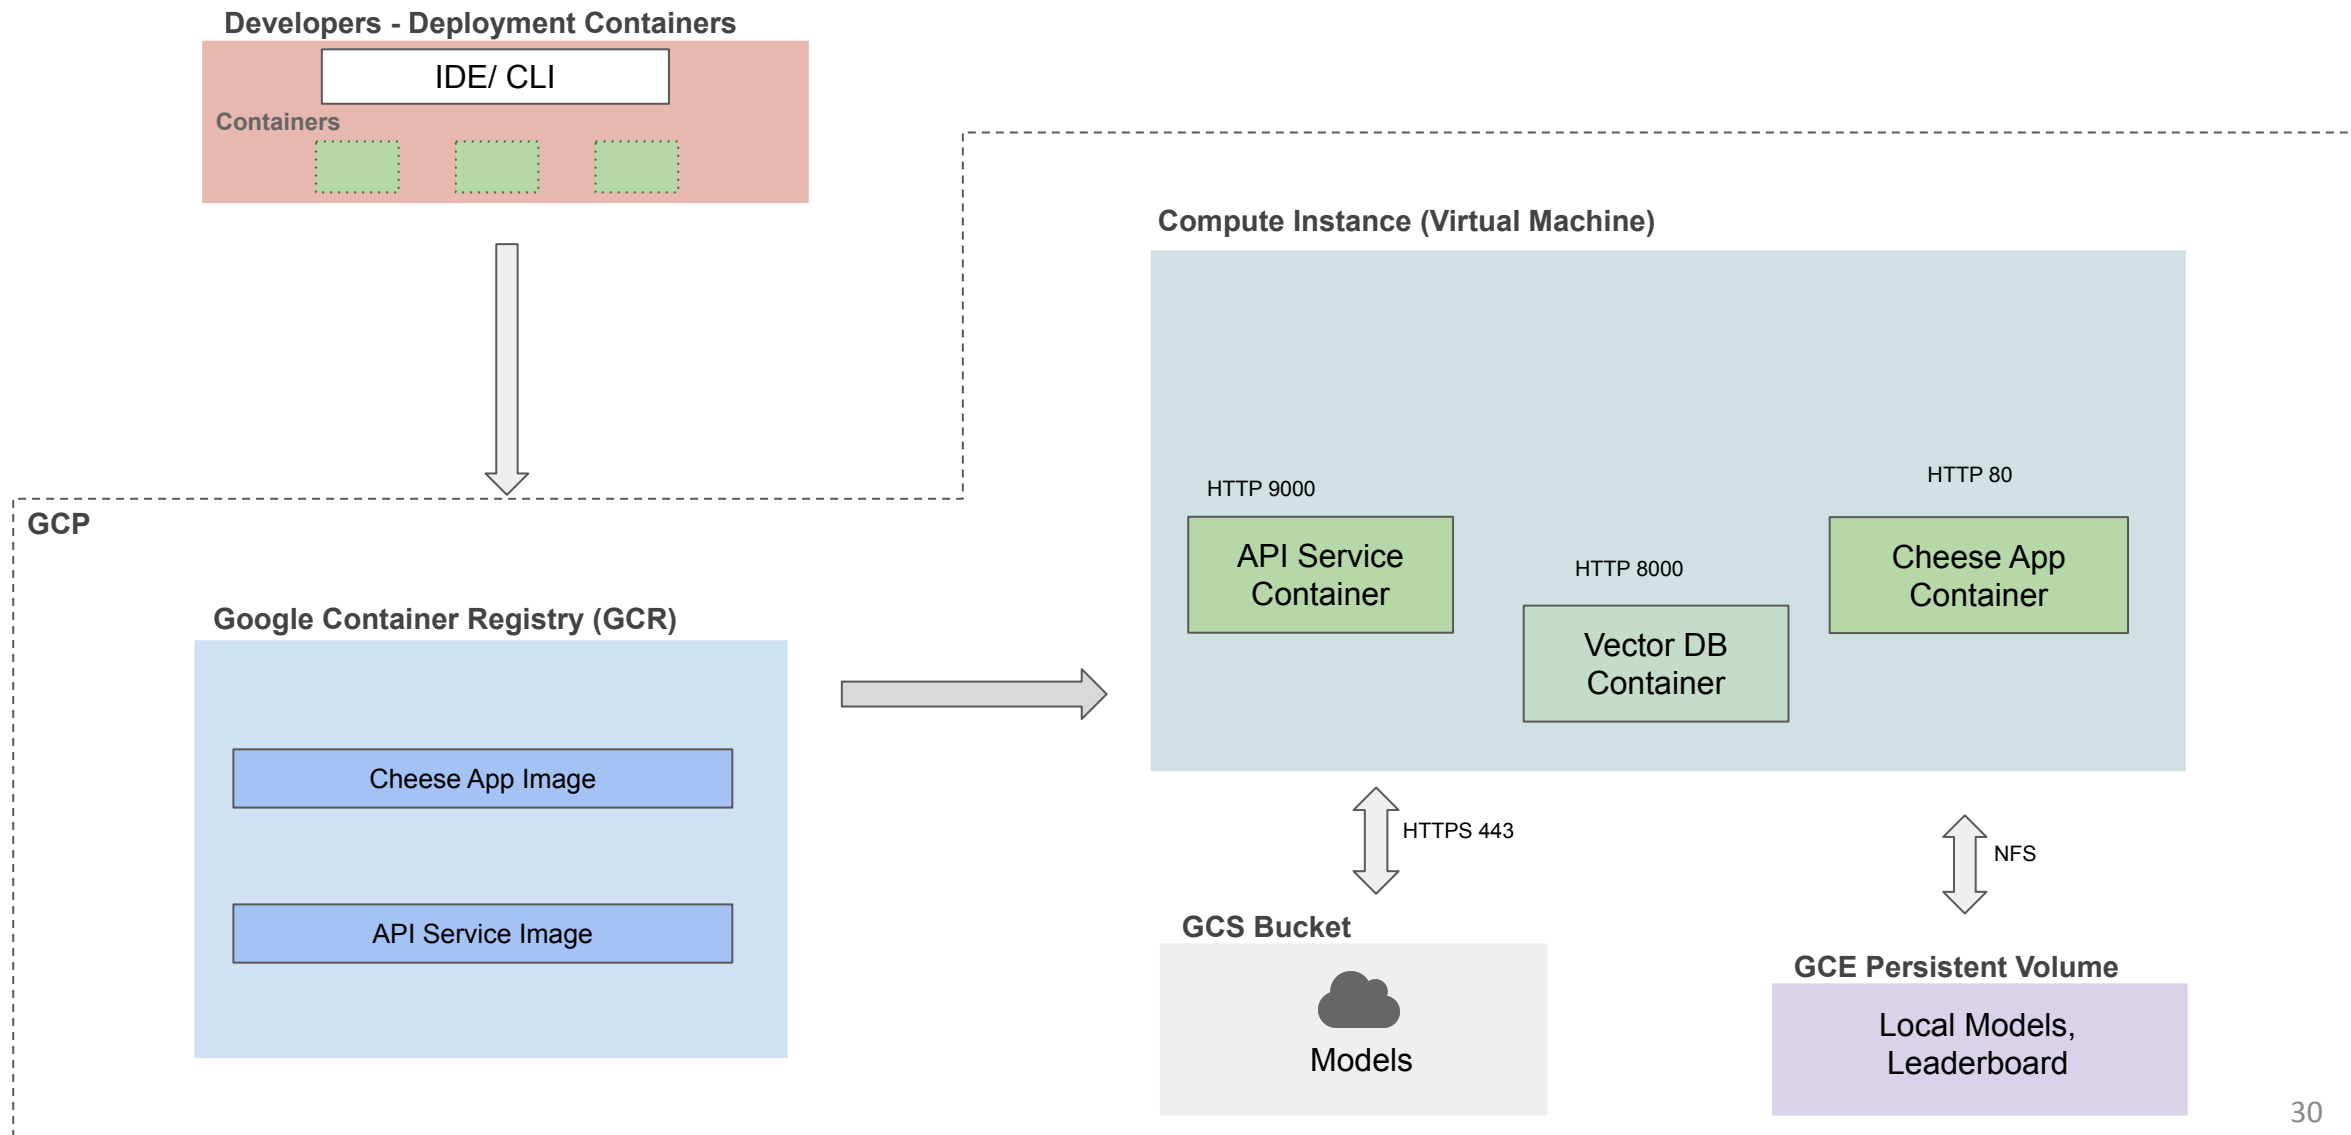 Developers - Deployment Containers
IDE/ CLI
Containers
Compute Instance (Virtual Machine)
HTTP 9000
API Service
Container
HTTP 8000
Vector DB
Container
HTTP 80
Cheese App
Container
GCP
Google Container Registry (GCR)
Cheese App Image
API Service Image
HTTPS 443
NFS
GCS Bucket
Models
GCE Persistent Volume
Local Models,
Leaderboard
30